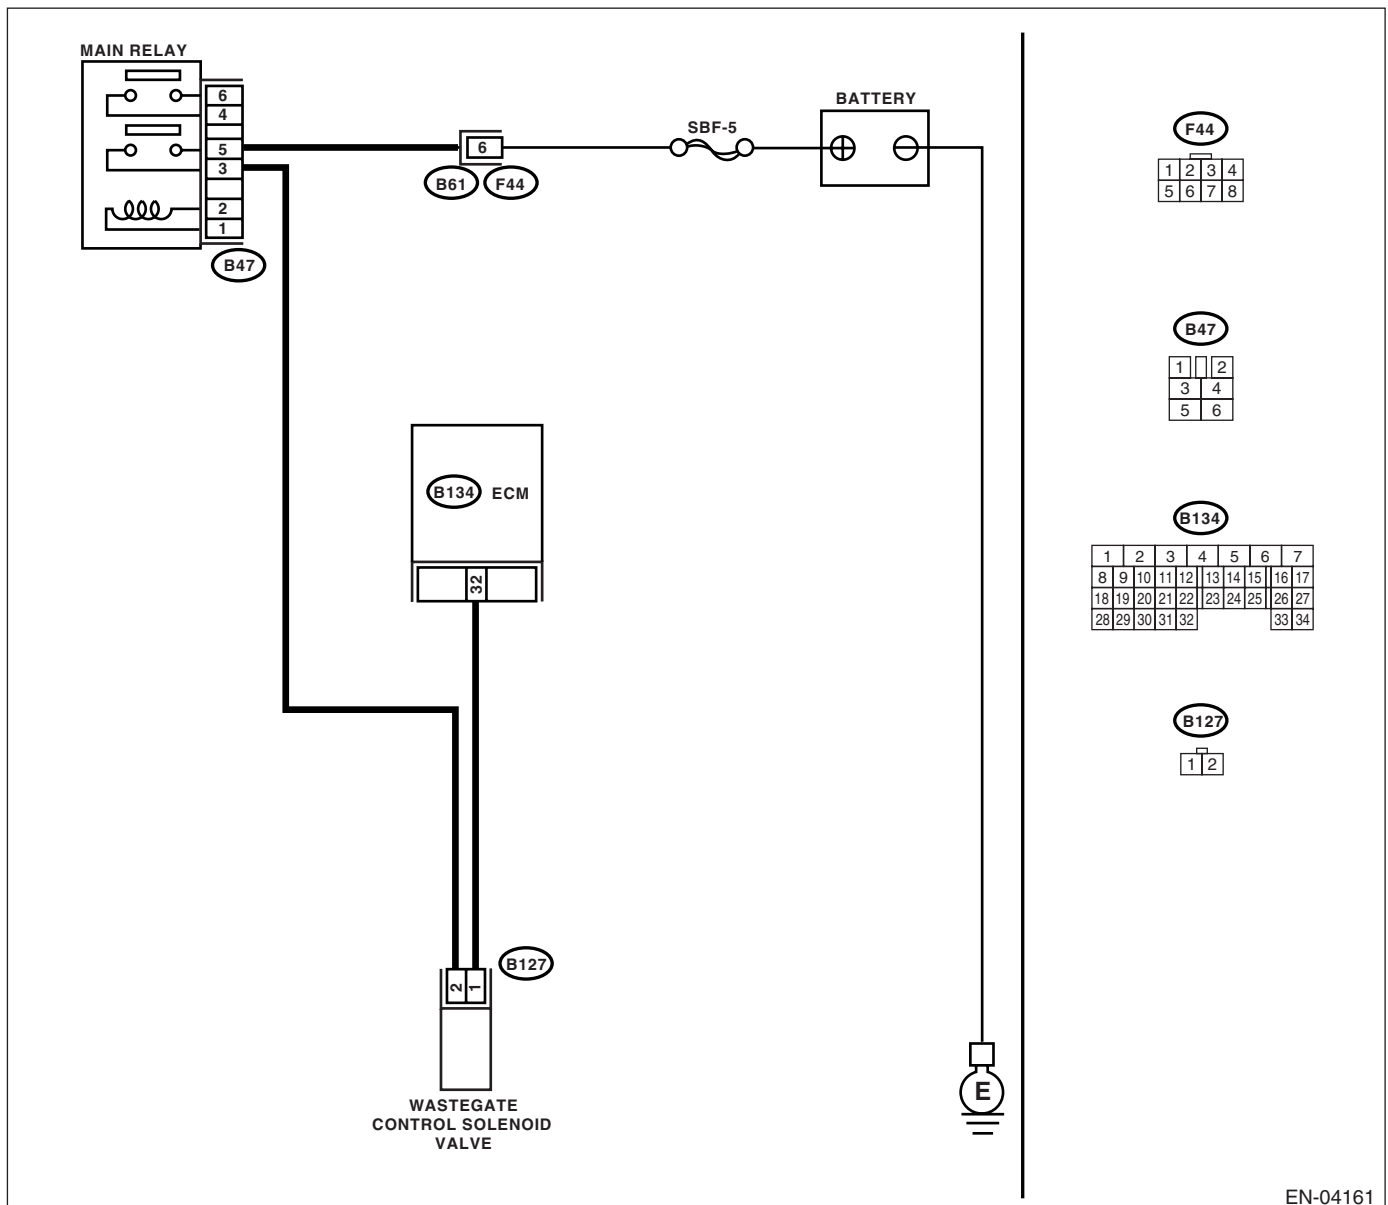 MAIN RELAY
6
4
5
3
2
1
B47
6
B61 F44
SBF-5
BATTERY
B134 ECM
32
B127
2 1
WASTEGATE
CONTROL SOLENOID
VALVE
E
F44
1 2 3 4
5 6 7 8
B47
1 2
3 4
5 6
B134
1 2 3 4 5 6 7
8 9 10 11 12 13 14 15 16 17
18 19 20 21 22 23 24 25 26 27
28 29 30 31 32 33 34
B127
1 2
EN-04161